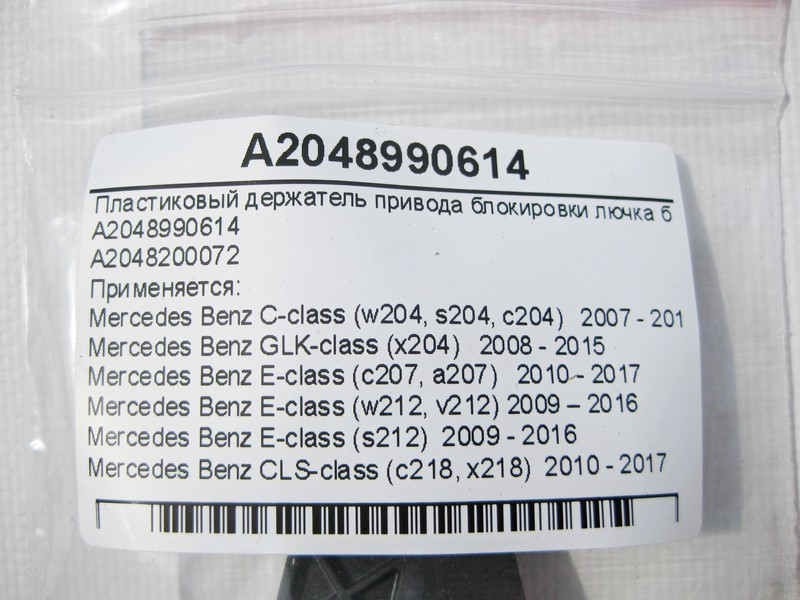 A2048990614
Пластиковый держатель привода блокировки лючка б
A2048990614
A2048200072
Применяется:
Mercedes Benz C-class (w204, s204, c204) 2007 - 201
Mercedes Benz GLK-class (x204) 2008 - 2015
Mercedes Benz E-class (c207, a207) 2010 - 2017
Mercedes Benz E-class (w212, v212) 2009 – 2016
Mercedes Benz E-class (s212) 2009 - 2016
Mercedes Benz CLS-class (c218, x218) 2010 - 2017